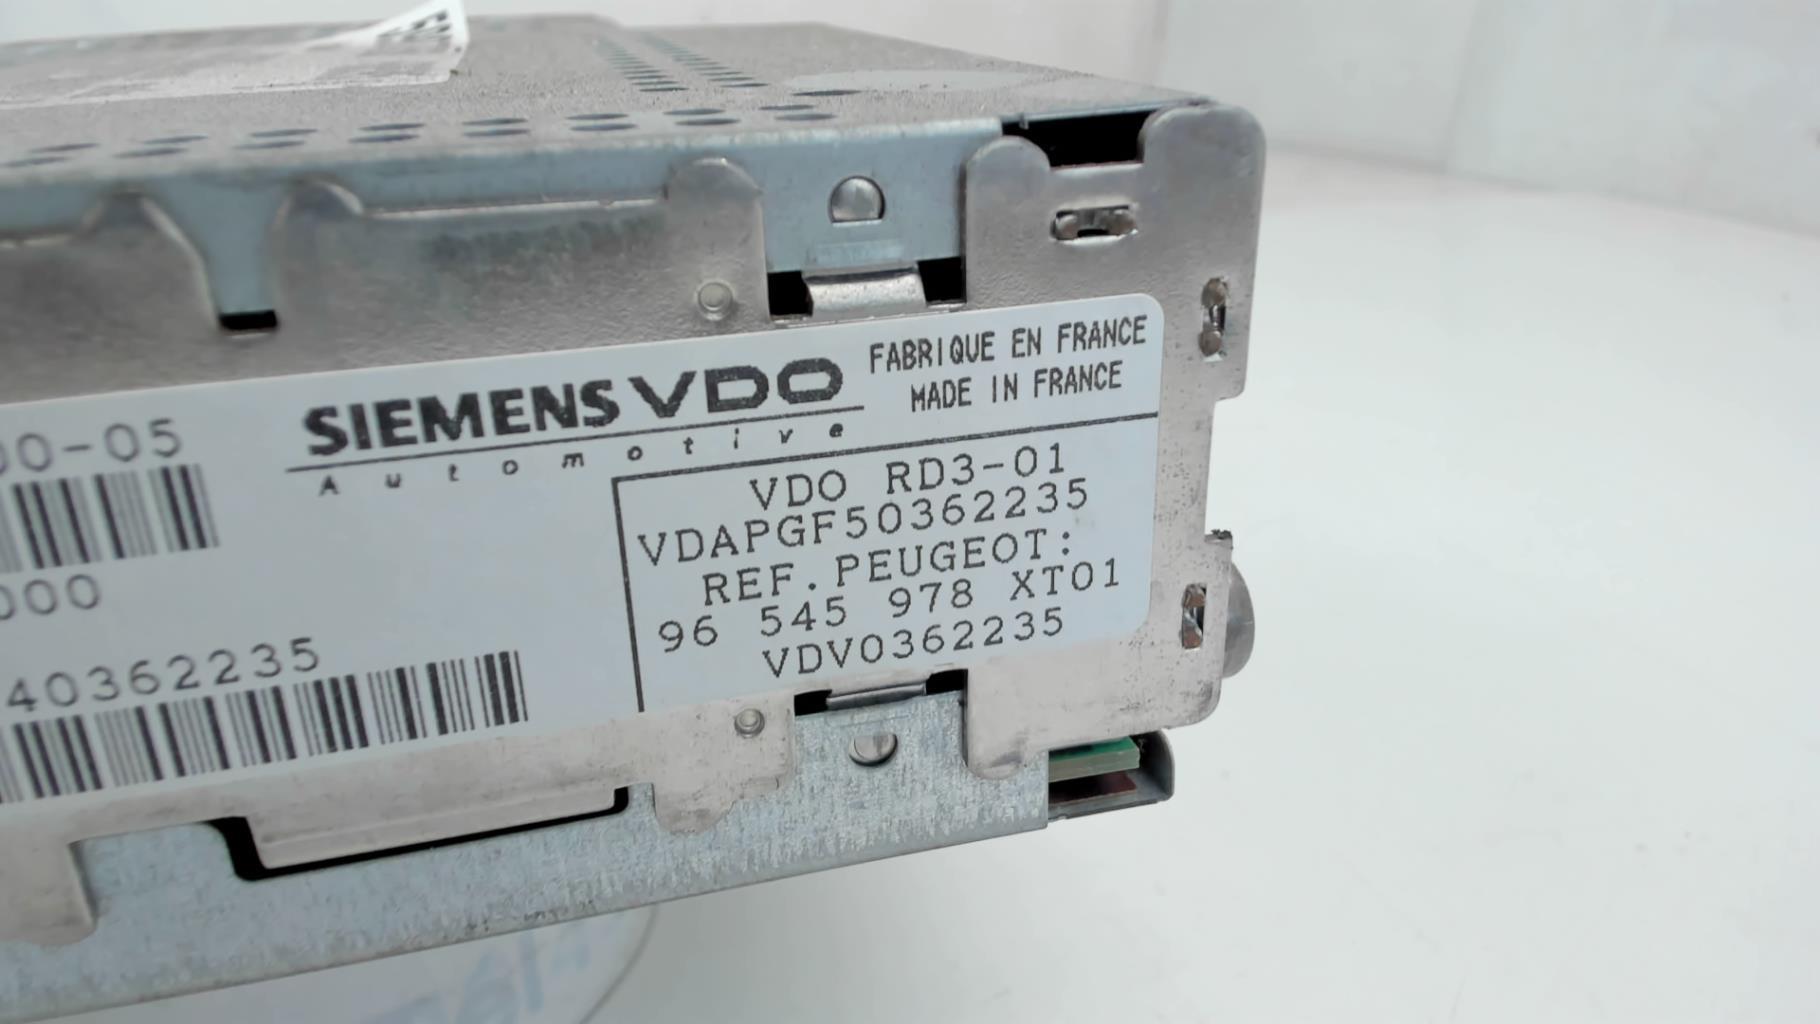 SIEMENS VDO
Automotive
FABRIQUE EN FRANCE
MADE IN FRANCE
00-05
000
40362235
VDO RD3-01
VDAPGF50362235
REF. PEUGEOT:
96 545 978 XT01
VDV0362235